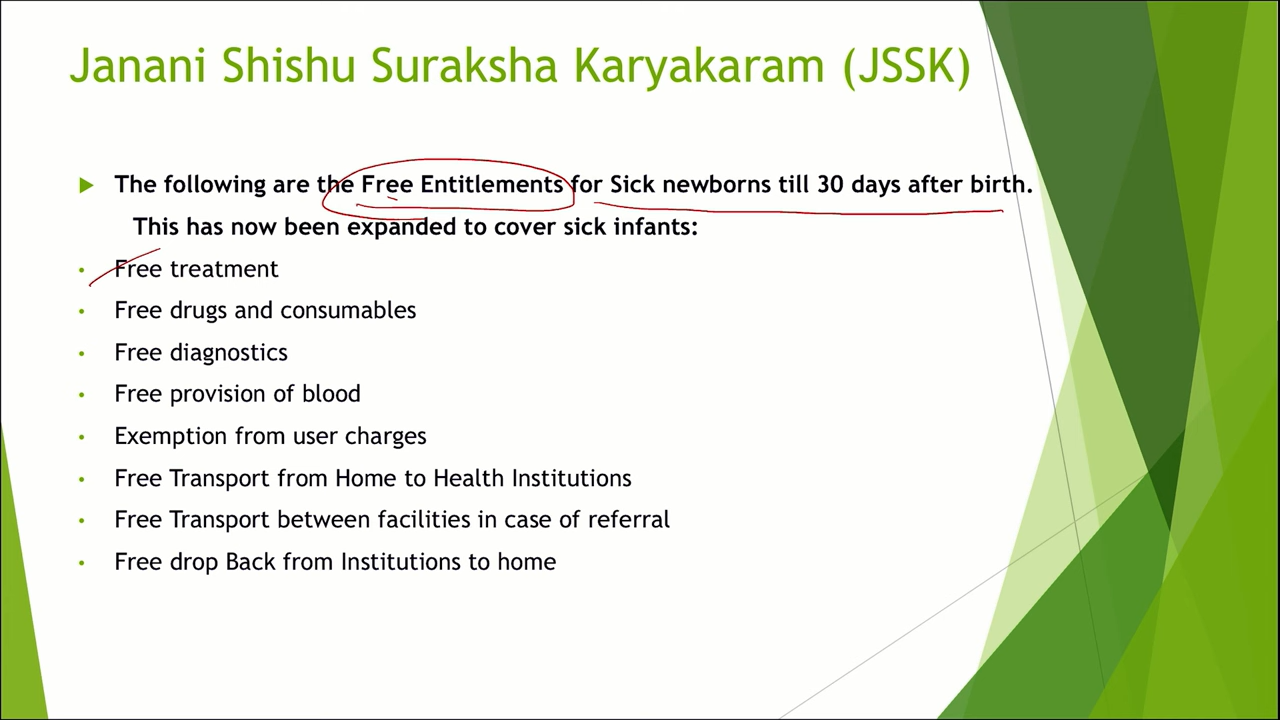 Janani Shishu Suraksha Karyakaram (JSSK)
The following are the Free Entitlements for Sick newborns till 30 days after birth.
This has now been expanded to cover sick infants:
Free treatment
Free drugs and consumables
Free diagnostics
Free provision of blood
Exemption from user charges
Free Transport from Home to Health Institutions
Free Transport between facilities in case of referral
Free drop Back from Institutions to home